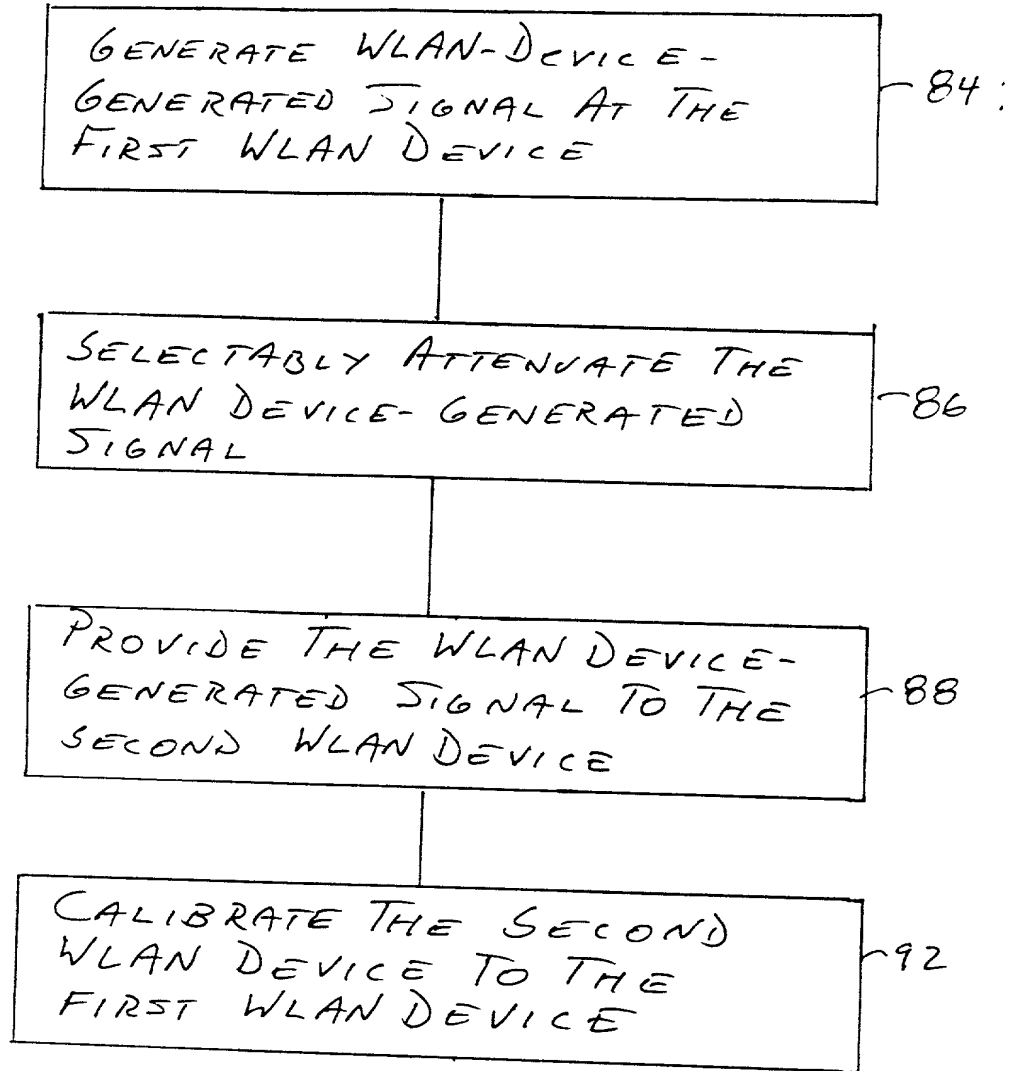 GENERATE WLAN-DEVICE-
GENERATED SIGNAL AT THE
FIRST WLAN DEVICE
84:
SELECTABLY ATTENUATE THE
WLAN DEVICE-GENERATED
SIGNAL
86
PROVIDE THE WLAN DEVICE-
GENERATED SIGNAL TO THE
SECOND WLAN DEVICE
88
CALIBRATE THE SECOND
WLAN DEVICE TO THE
FIRST WLAN DEVICE
92